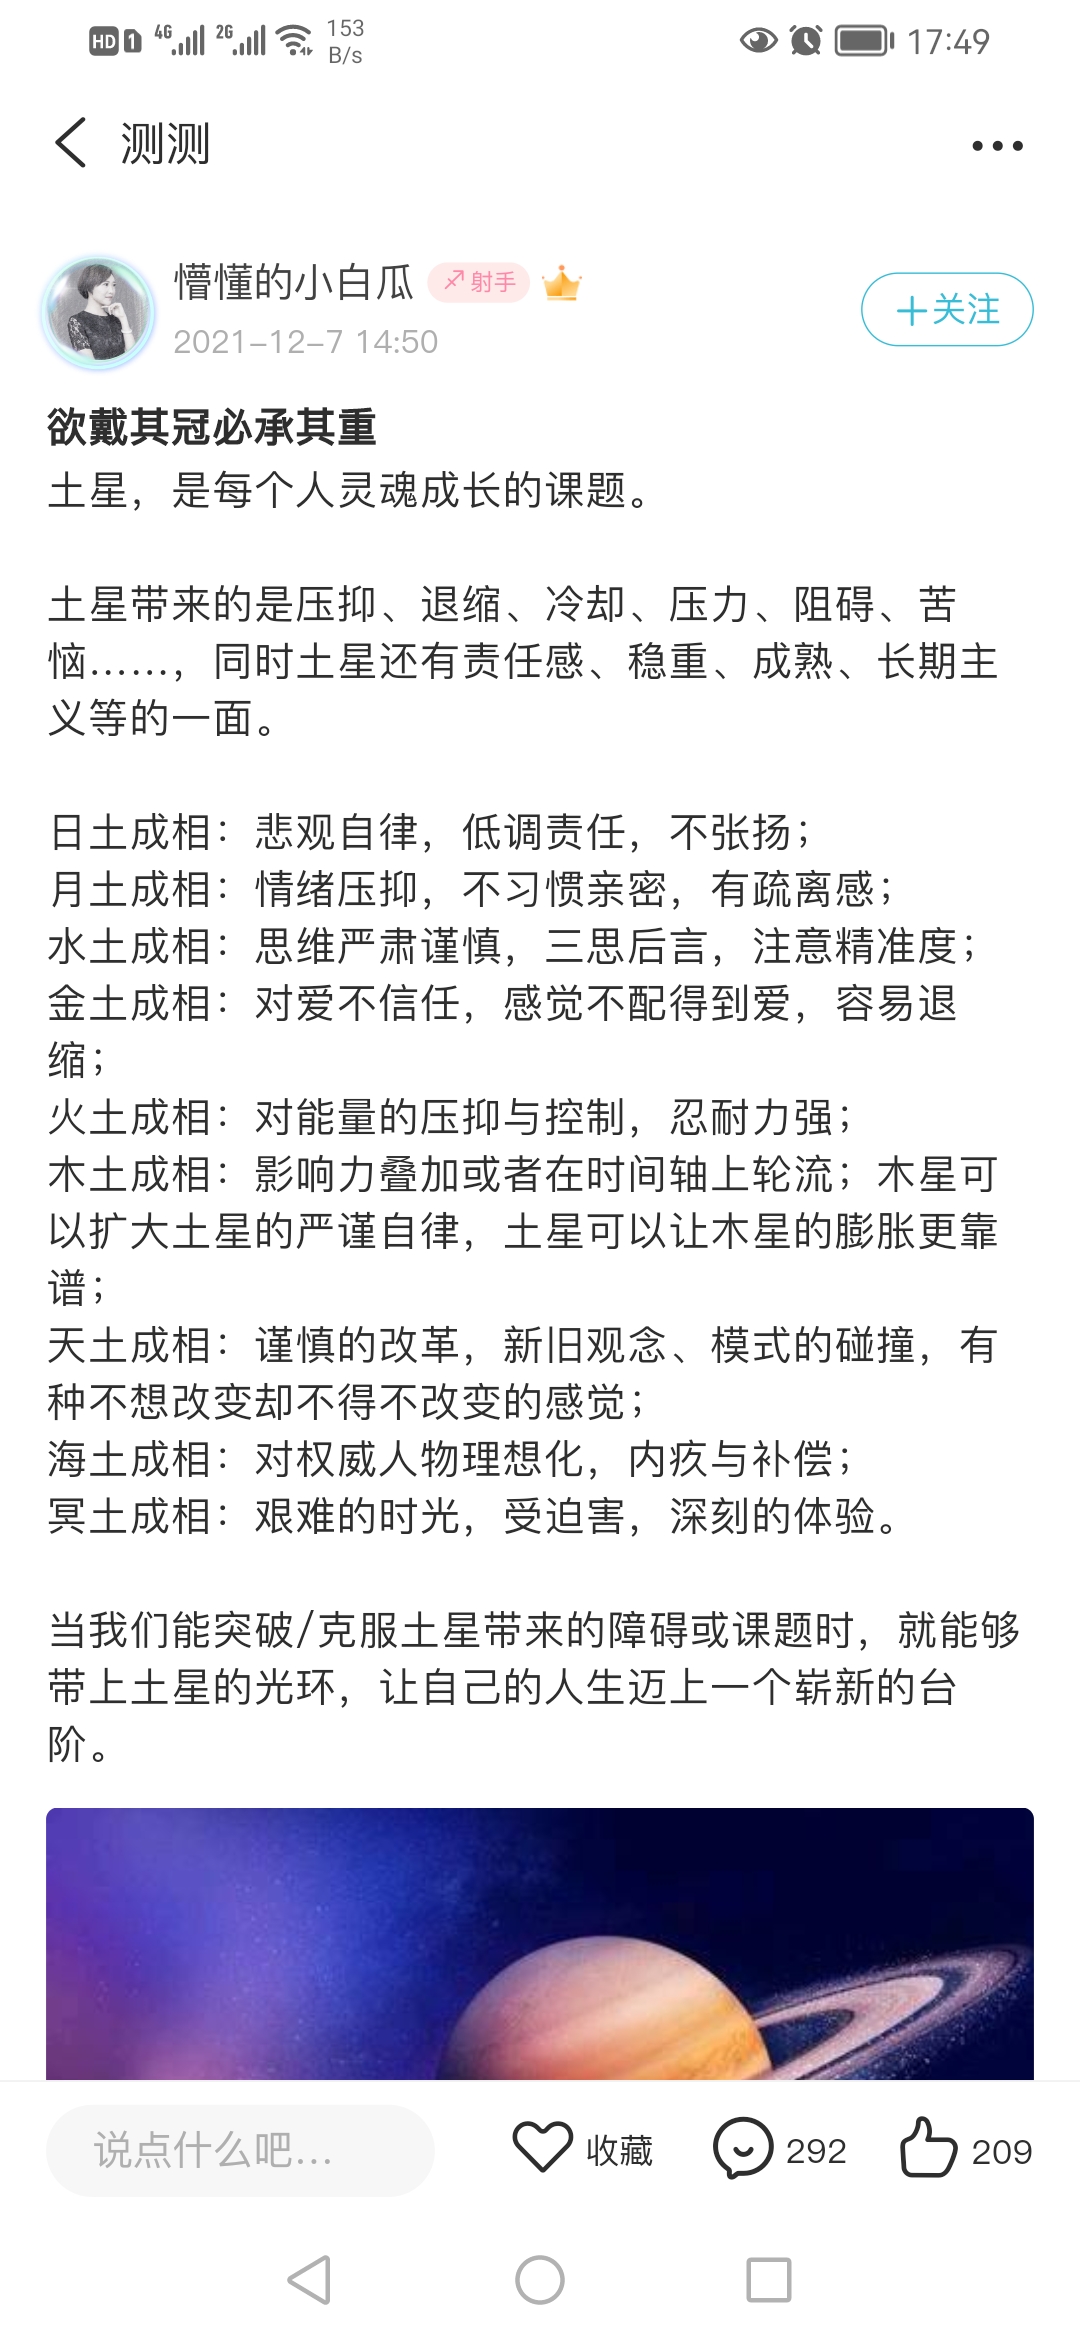 HD 1 4G 2G 153 B/s 17:49
测测
懵懂的小白瓜 射手
2021-12-7 14:50
+关注
欲戴其冠必承其重
土星，是每个人灵魂成长的课题。
土星带来的是压抑、退缩、冷却、压力、阻碍、苦
恼……，同时土星还有责任感、稳重、成熟、长期主
义等的一面。
日土成相：悲观自律，低调责任，不张扬；
月土成相：情绪压抑，不习惯亲密，有疏离感；
水土成相：思维严肃谨慎，三思后言，注意精准度；
金土成相：对爱不信任，感觉不配得到爱，容易退
缩；
火土成相：对能量的压抑与控制，忍耐力强；
木土成相：影响力叠加或者在时间轴上轮流；木星可
以扩大土星的严谨自律，土星可以让木星的膨胀更靠
谱；
天土成相：谨慎的改革，新旧观念、模式的碰撞，有
种不想改变却不得不改变的感觉；
海土成相：对权威人物理想化，内疚与补偿；
冥土成相：艰难的时光，受迫害，深刻的体验。
当我们能突破/克服土星带来的障碍或课题时，就能够
带上土星的光环，让自己的人生迈上一个崭新的台
阶。
说点什么吧... 收藏 292 209